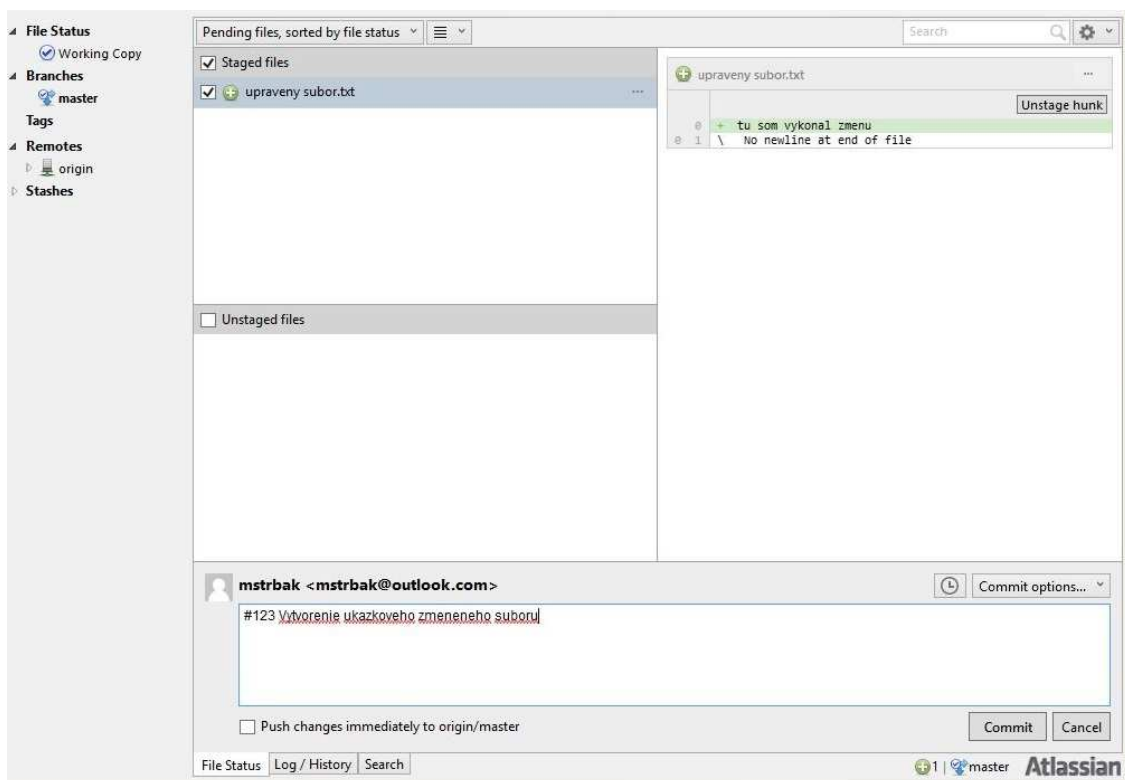 File Status
Working Copy
Branches
master
Tags
Remotes
origin
Stashes
Pending files, sorted by file status
Search
Staged files
upraveny subor.txt
upraveny subor.txt
Unstage hunk
0 + tu som vykonal zmenu
0 1 \ No newline at end of file
Unstaged files
mstrbak <mstrbak@outlook.com>
Commit options...
#123 Vytvorenie ukazkoveho zmeneneho suboru
Push changes immediately to origin/master
Commit Cancel
File Status Log / History Search
1 | master Atlassian